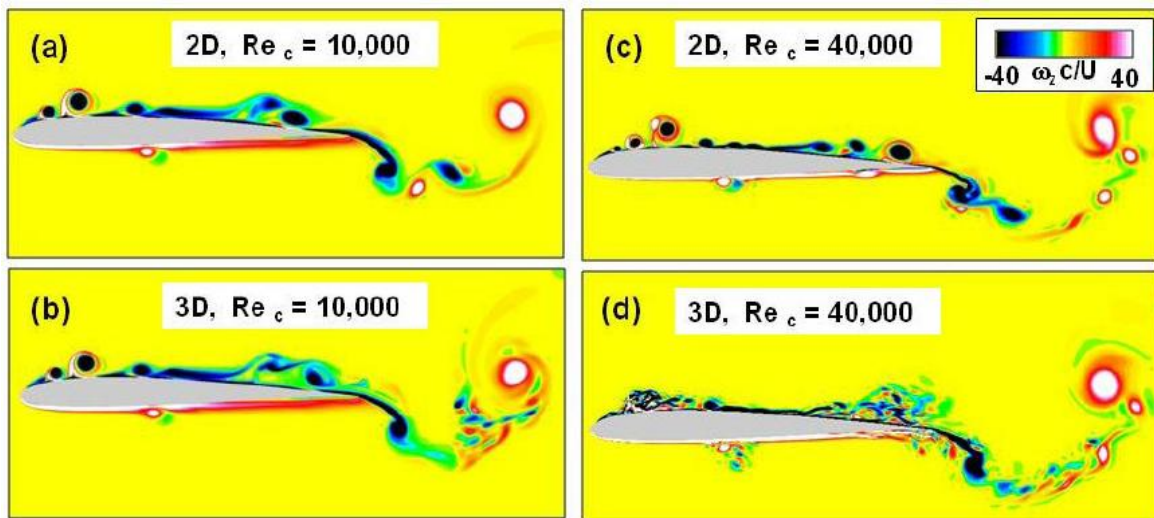 (a) 2D, Re c = 10,000
(c) 2D, Re c = 40,000
-40 ω z c/U 40
(b) 3D, Re c = 10,000
(d) 3D, Re c = 40,000